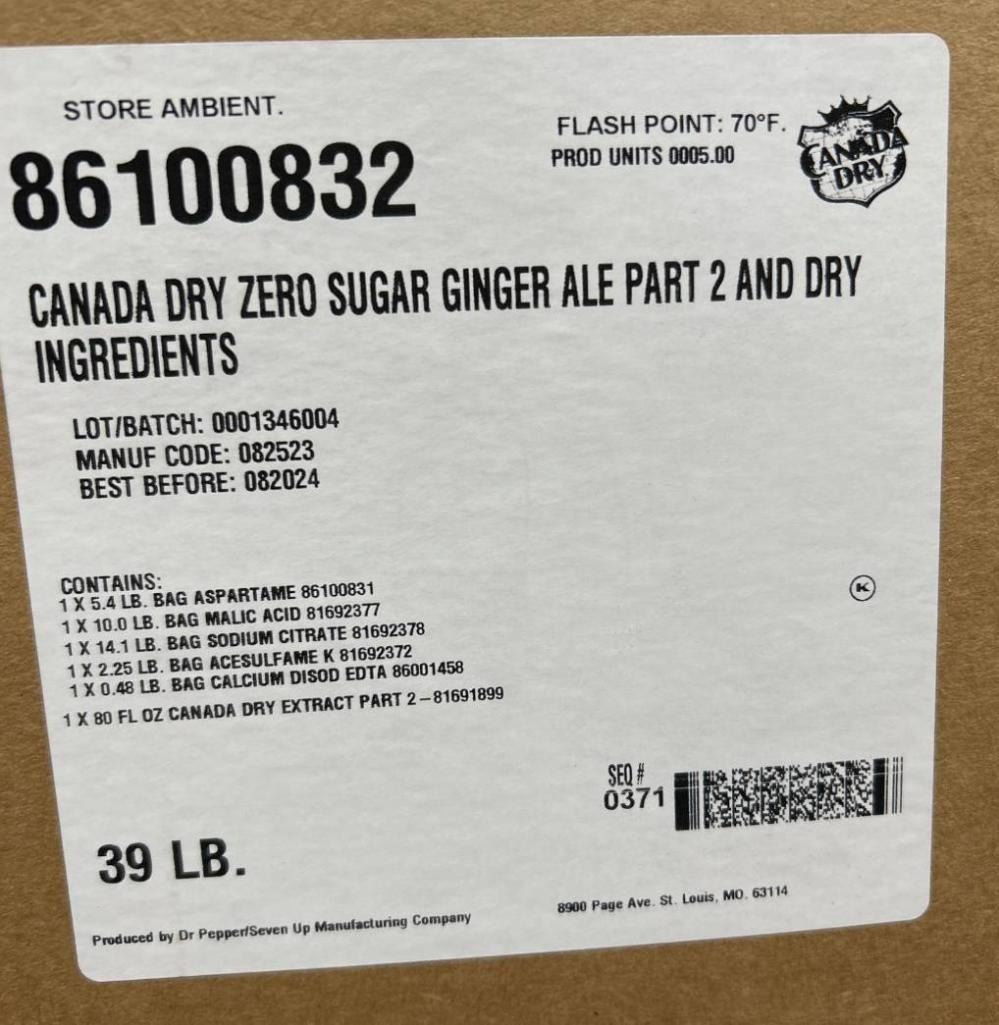 STORE AMBIENT.
FLASH POINT: 70°F.
PROD UNITS 0005.00
CANADA
DRY
86100832
CANADA DRY ZERO SUGAR GINGER ALE PART 2 AND DRY
INGREDIENTS
LOT/BATCH: 0001346004
MANUF CODE: 082523
BEST BEFORE: 082024
CONTAINS:
1 X 5.4 LB. BAG ASPARTAME 86100831
1 X 10.0 LB. BAG MALIC ACID 81692377
1 X 14.1 LB. BAG SODIUM CITRATE 81692378
1 X 2.25 LB. BAG ACESULFAME K 81692372
1 X 0.48 LB. BAG CALCIUM DISOD EDTA 86001458
1 X 80 FL OZ CANADA DRY EXTRACT PART 2–81691899
K
SEQ #
0371
39 LB.
Produced by Dr Pepper/Seven Up Manufacturing Company
8900 Page Ave. St. Louis, MO. 63114